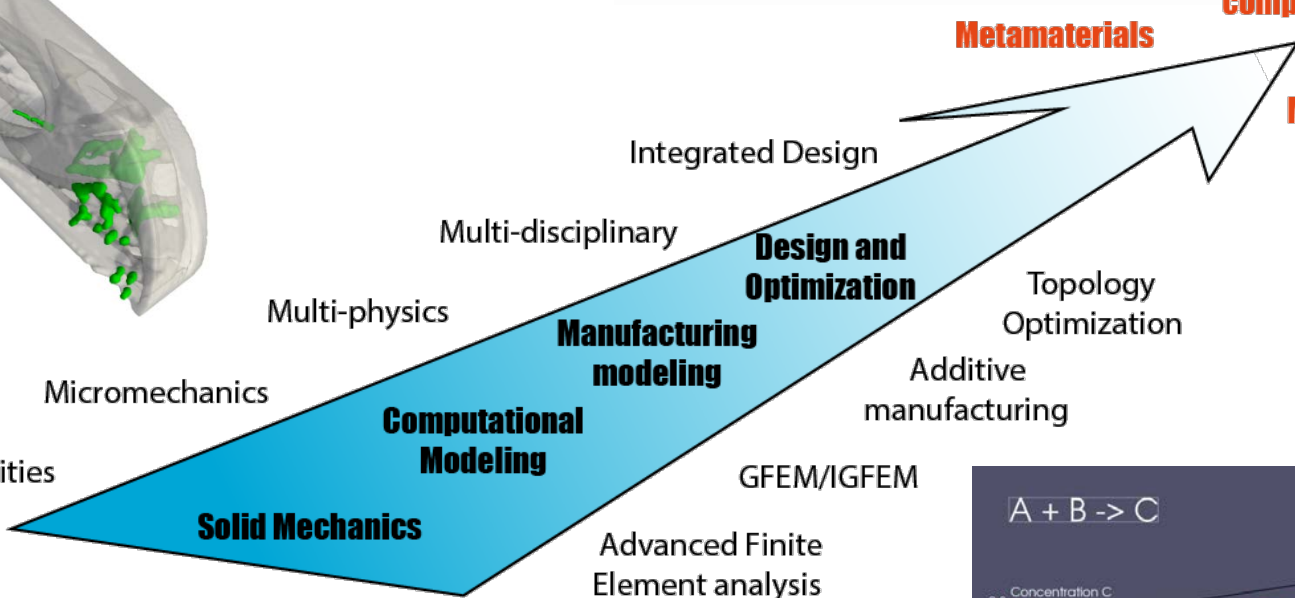 Metamaterials
Integrated Design
Multi-disciplinary
Design and
Optimization
Topology
Optimization
Multi-physics
Manufacturing
modeling
Additive
manufacturing
Micromechanics
Computational
Modeling
GFEM/IGFEM
Solid Mechanics
Advanced Finite
Element analysis
A + B -> C
Concentration C